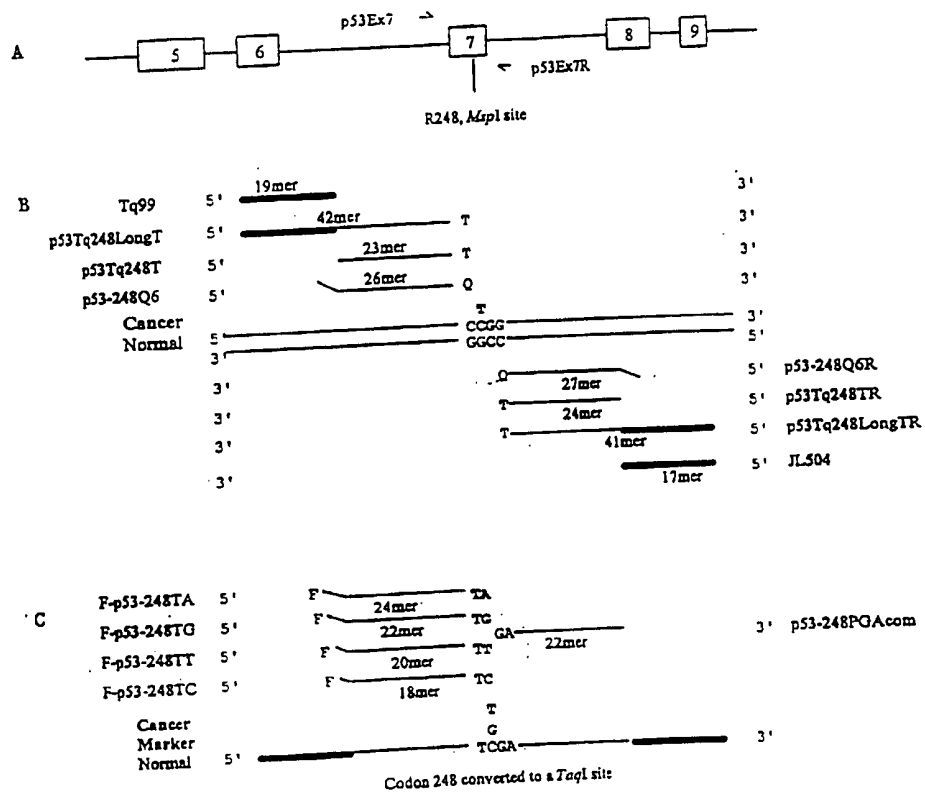 p53Ex7
A
5
6
7
8
9
p53Ex7R
R248, MspI site
B
Tq99 5' 19mer 3'
p53Tq248LongT 5' 42mer T 3'
p53Tq248T 5' 23mer T 3'
p53-248Q6 5' 26mer Q 3'
T
Cancer 5' CCGG 3'
Normal 3' GGCC 5'
3' Q 27mer 5' p53-248Q6R
3' T 24mer 5' p53Tq248TR
3' T 41mer 5' p53Tq248LongTR
3' 17mer 5' JL504
C
F-p53-248TA 5' F 24mer TA
F-p53-248TG 5' F 22mer TG GA 22mer 3' p53-248PGAcom
F-p53-248TT 5' F 20mer TT
F-p53-248TC 5' F 18mer TC
Cancer T
Marker G
Normal 5' TCGA 3'
Codon 248 converted to a TaqI site